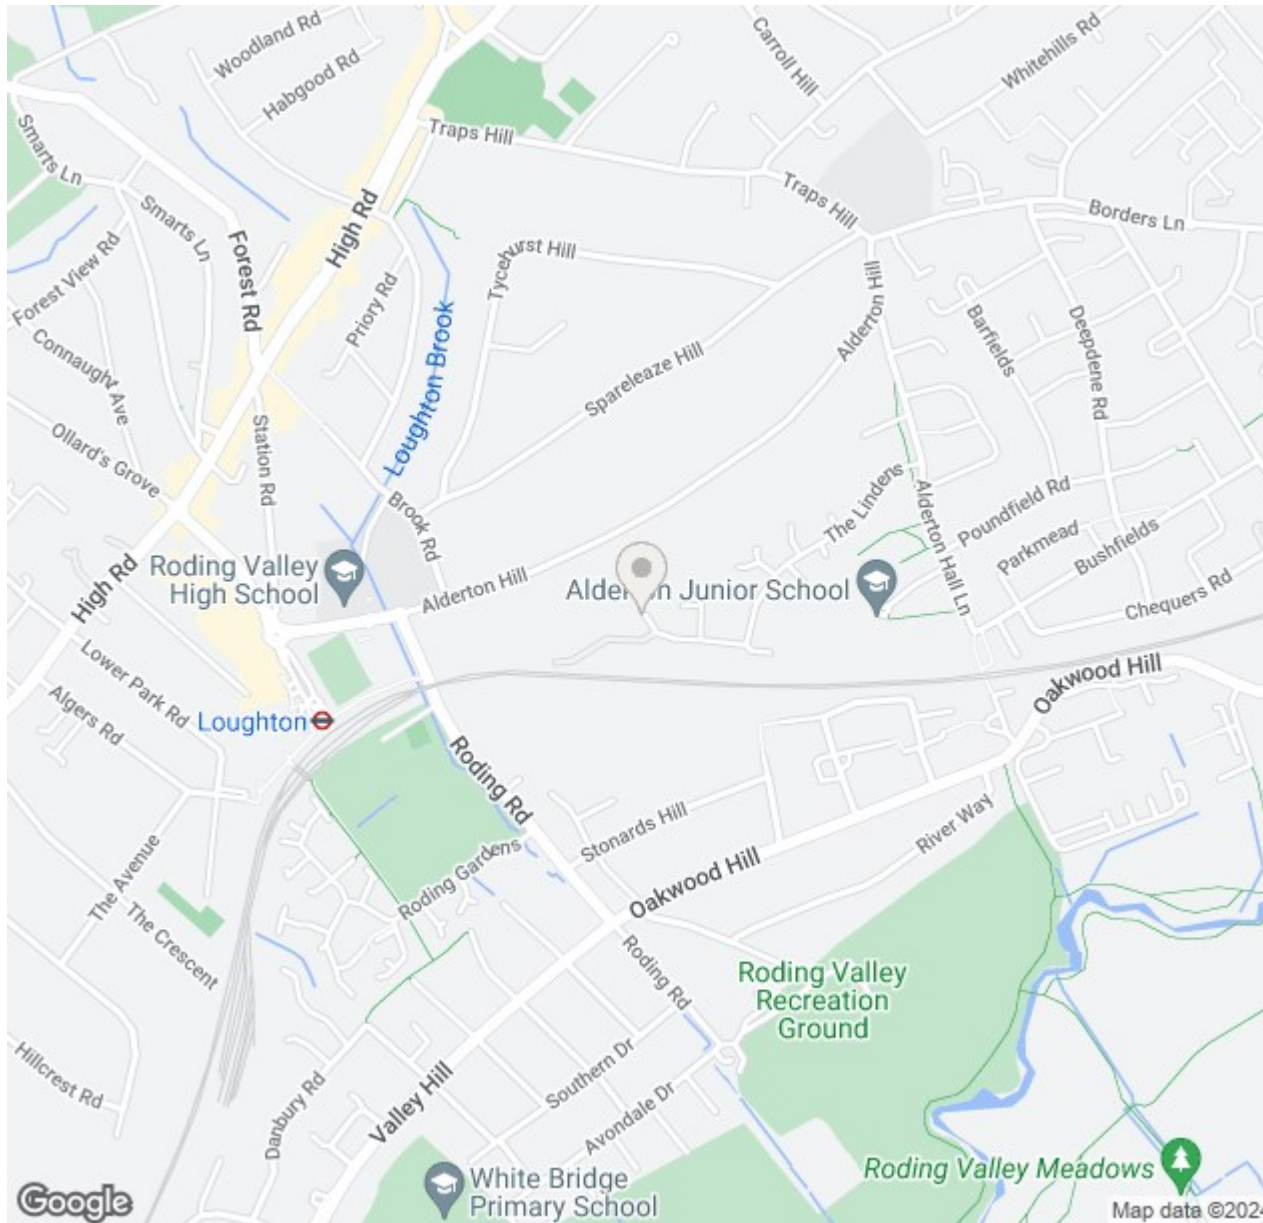 Woodland Rd
Habgood Rd
Carroll Hill
Whitehills Rd
Smarts Ln
Traps Hill
Traps Hill
Smarts Ln
Forest Rd
High Rd
Borders Ln
Forest View Rd
Priory Rd
Tycehurst Hill
Alderton Hill
Connaught Ave
Loughton Brook
Barfields
Deepdene Rd
Spareleaze Hill
Ollard's Grove
Station Rd
Brook Rd
The Lindens
Alderton Hall Ln
Poundfield Rd
Parkmead
Bushfields
High Rd
Roding Valley
High School
Alderton Hill
Alderton Junior School
Chequers Rd
Lower Park Rd
Algers Rd
Loughton
Oakwood Hill
Roding Rd
Stonards Hill
River Way
The Avenue
Roding Gardens
Oakwood Hill
The Crescent
Roding Rd
Roding Valley
Recreation
Ground
Hillcrest Rd
Danbury Rd
Valley Hill
Southern Dr
Avondale Dr
White Bridge
Primary School
Roding Valley Meadows
Google
Map data ©2024